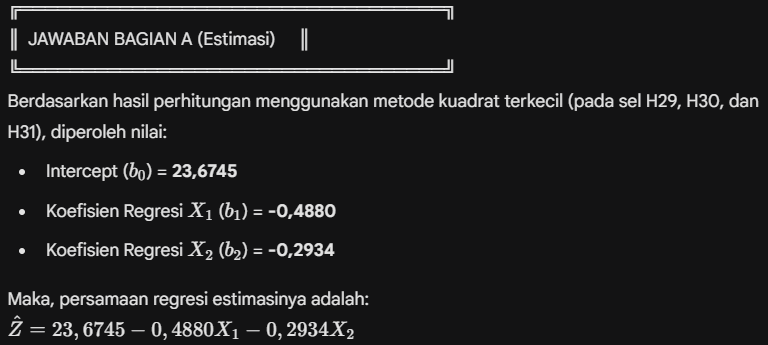 JAWABAN BAGIAN A (Estimasi)
Berdasarkan hasil perhitungan menggunakan metode kuadrat terkecil (pada sel H29, H30, dan
H31), diperoleh nilai:
• Intercept (b₀) = 23,6745
• Koefisien Regresi X₁ (b₁) = -0,4880
• Koefisien Regresi X₂ (b₂) = -0,2934
Maka, persamaan regresi estimasinya adalah:
Ẑ = 23, 6745 − 0, 4880X₁ − 0, 2934X₂